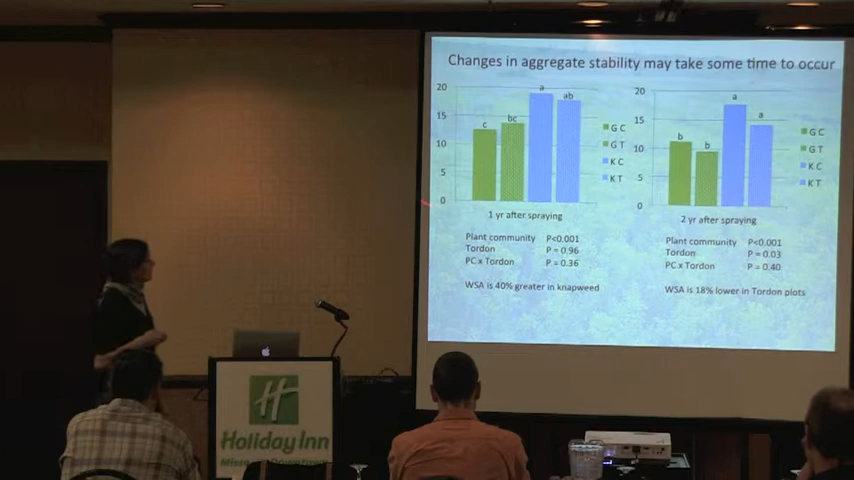 Changes in aggregate stability may take some time to occur
20
15
10
5
0
c
bc
a
ab
G C
G T
K C
K T
1 yr after spraying
Plant community P<0.001
Tordon P = 0.96
PC x Tordon P = 0.36
WSA is 40% greater in knapweed
20
15
10
5
0
b
b
a
a
G C
G T
K C
K T
2 yr after spraying
Plant community P<0.001
Tordon P = 0.03
PC x Tordon P = 0.40
WSA is 18% lower in Tordon plots
H
Holiday Inn
Downtown